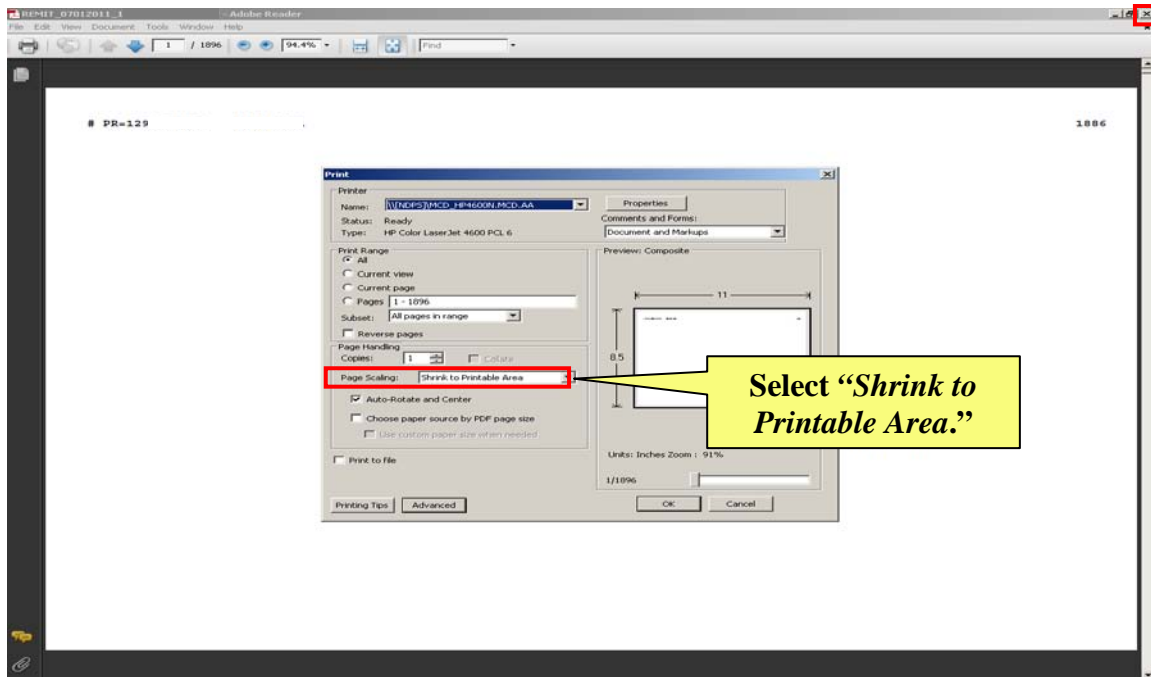 REMIT_07012011_1 - Adobe Reader
File Edit View Document Tools Window Help
1 / 1896 94.4% Find
# PR=129 1886
Print
Printer
Name: \\[NDPS]\MCD_HP4600N.MCD.AA Properties
Status: Ready Comments and Forms:
Type: HP Color LaserJet 4600 PCL 6 Document and Markups
Print Range Preview: Composite
All
Current view
Current page
Pages 1 - 1896
11
Subset: All pages in range
Reverse pages
Page Handling
Copies: 1 Collate
8.5
Page Scaling: Shrink to Printable Area
Select “Shrink to
Printable Area.”
Auto-Rotate and Center
Choose paper source by PDF page size
Use custom paper size when needed
Print to file
Units: Inches Zoom : 91%
1/1896
Printing Tips Advanced OK Cancel